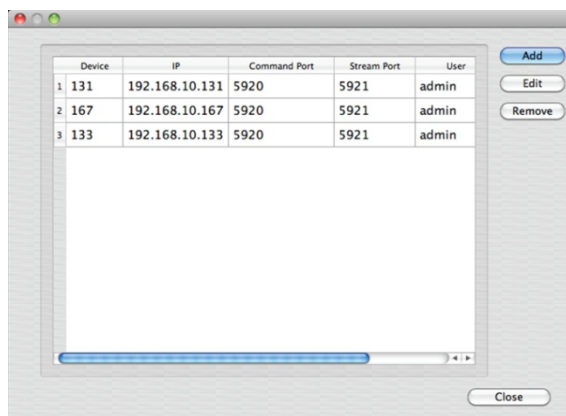 Device IP Command Port Stream Port User
1 131 192.168.10.131 5920 5921 admin
2 167 192.168.10.167 5920 5921 admin
3 133 192.168.10.133 5920 5921 admin
Add
Edit
Remove
Close